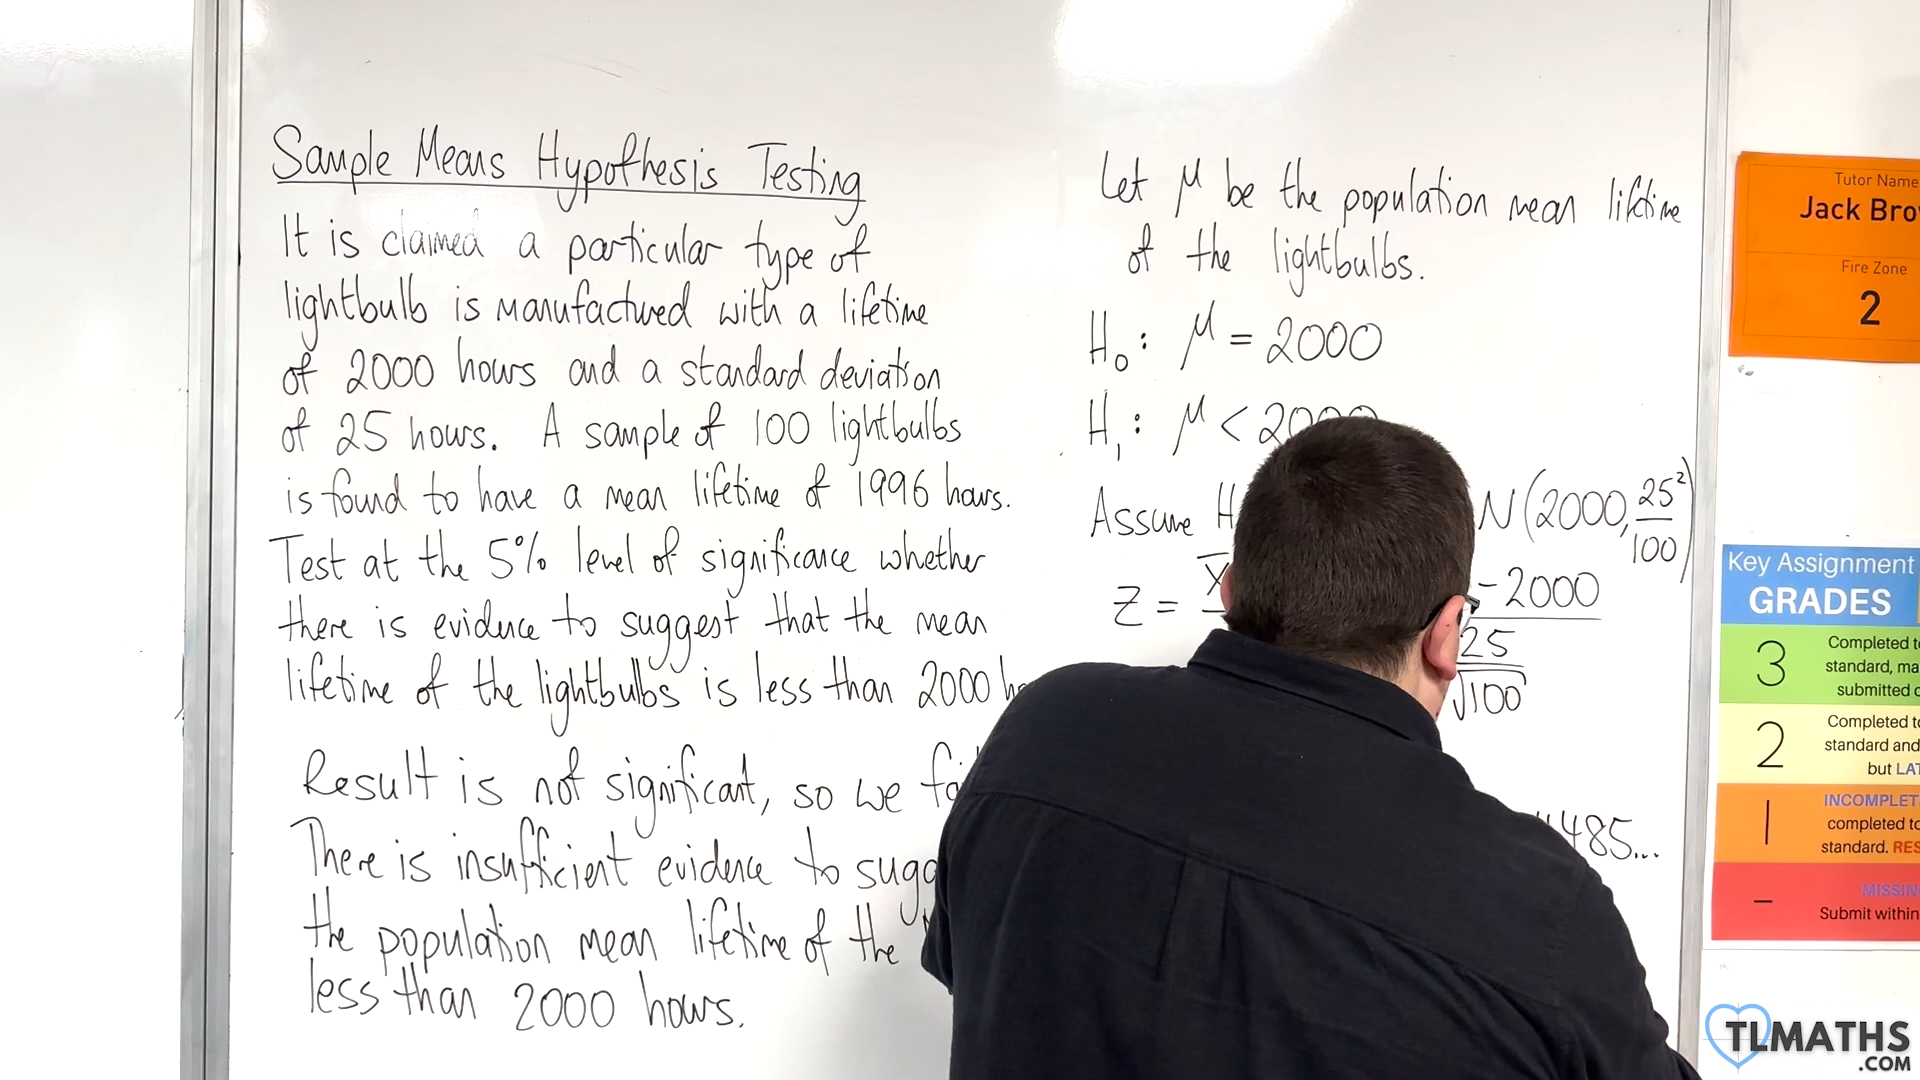 Sample Means Hypothesis Testing
It is claimed a particular type of
lightbulb is manufactured with a lifetime
of 2000 hours and a standard deviation
of 25 hours. A sample of 100 lightbulbs
is found to have a mean lifetime of 1996 hours.
Test at the 5% level of significance whether
there is evidence to suggest that the mean
lifetime of the lightbulbs is less than 2000
Result is not significant, so we
There is insufficient evidence to
the population mean lifetime of the
less than 2000 hours.
Let μ be the population mean lifetime
of the lightbulbs.
H₀: μ = 2000
H₁: μ < 2000
Assume H N(2000, 25²/100)
Z = X̄ - 2000
25
√100
485...
Tutor Name
Jack
Fire Zone
2
Key Assignment
GRADES
3
Completed
standard,
submitted
2
Completed
standard and
but
1
completed
standard.
-
Submit within
TLMATHS
.COM